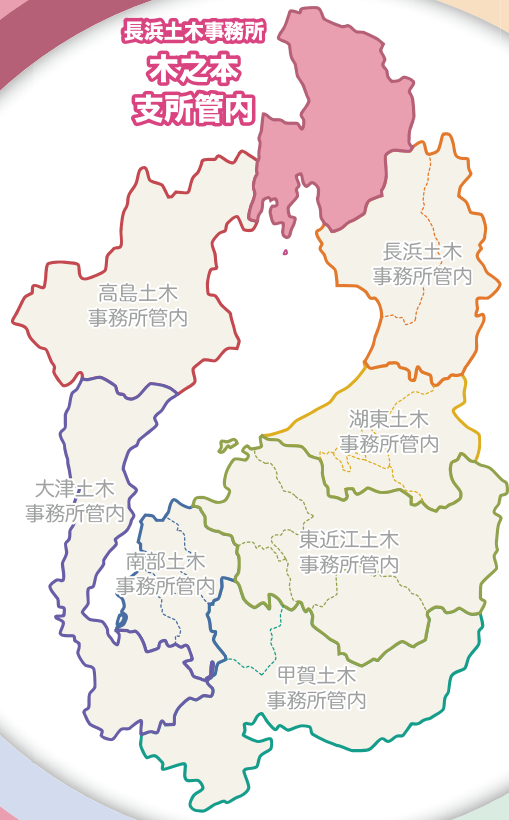 長浜土木事務所
木之本
支所管内
長浜土木
事務所管内
高島土木
事務所管内
湖東土木
事務所管内
大津土木
事務所管内
東近江土木
事務所管内
南部土木
事務所管内
甲賀土木
事務所管内